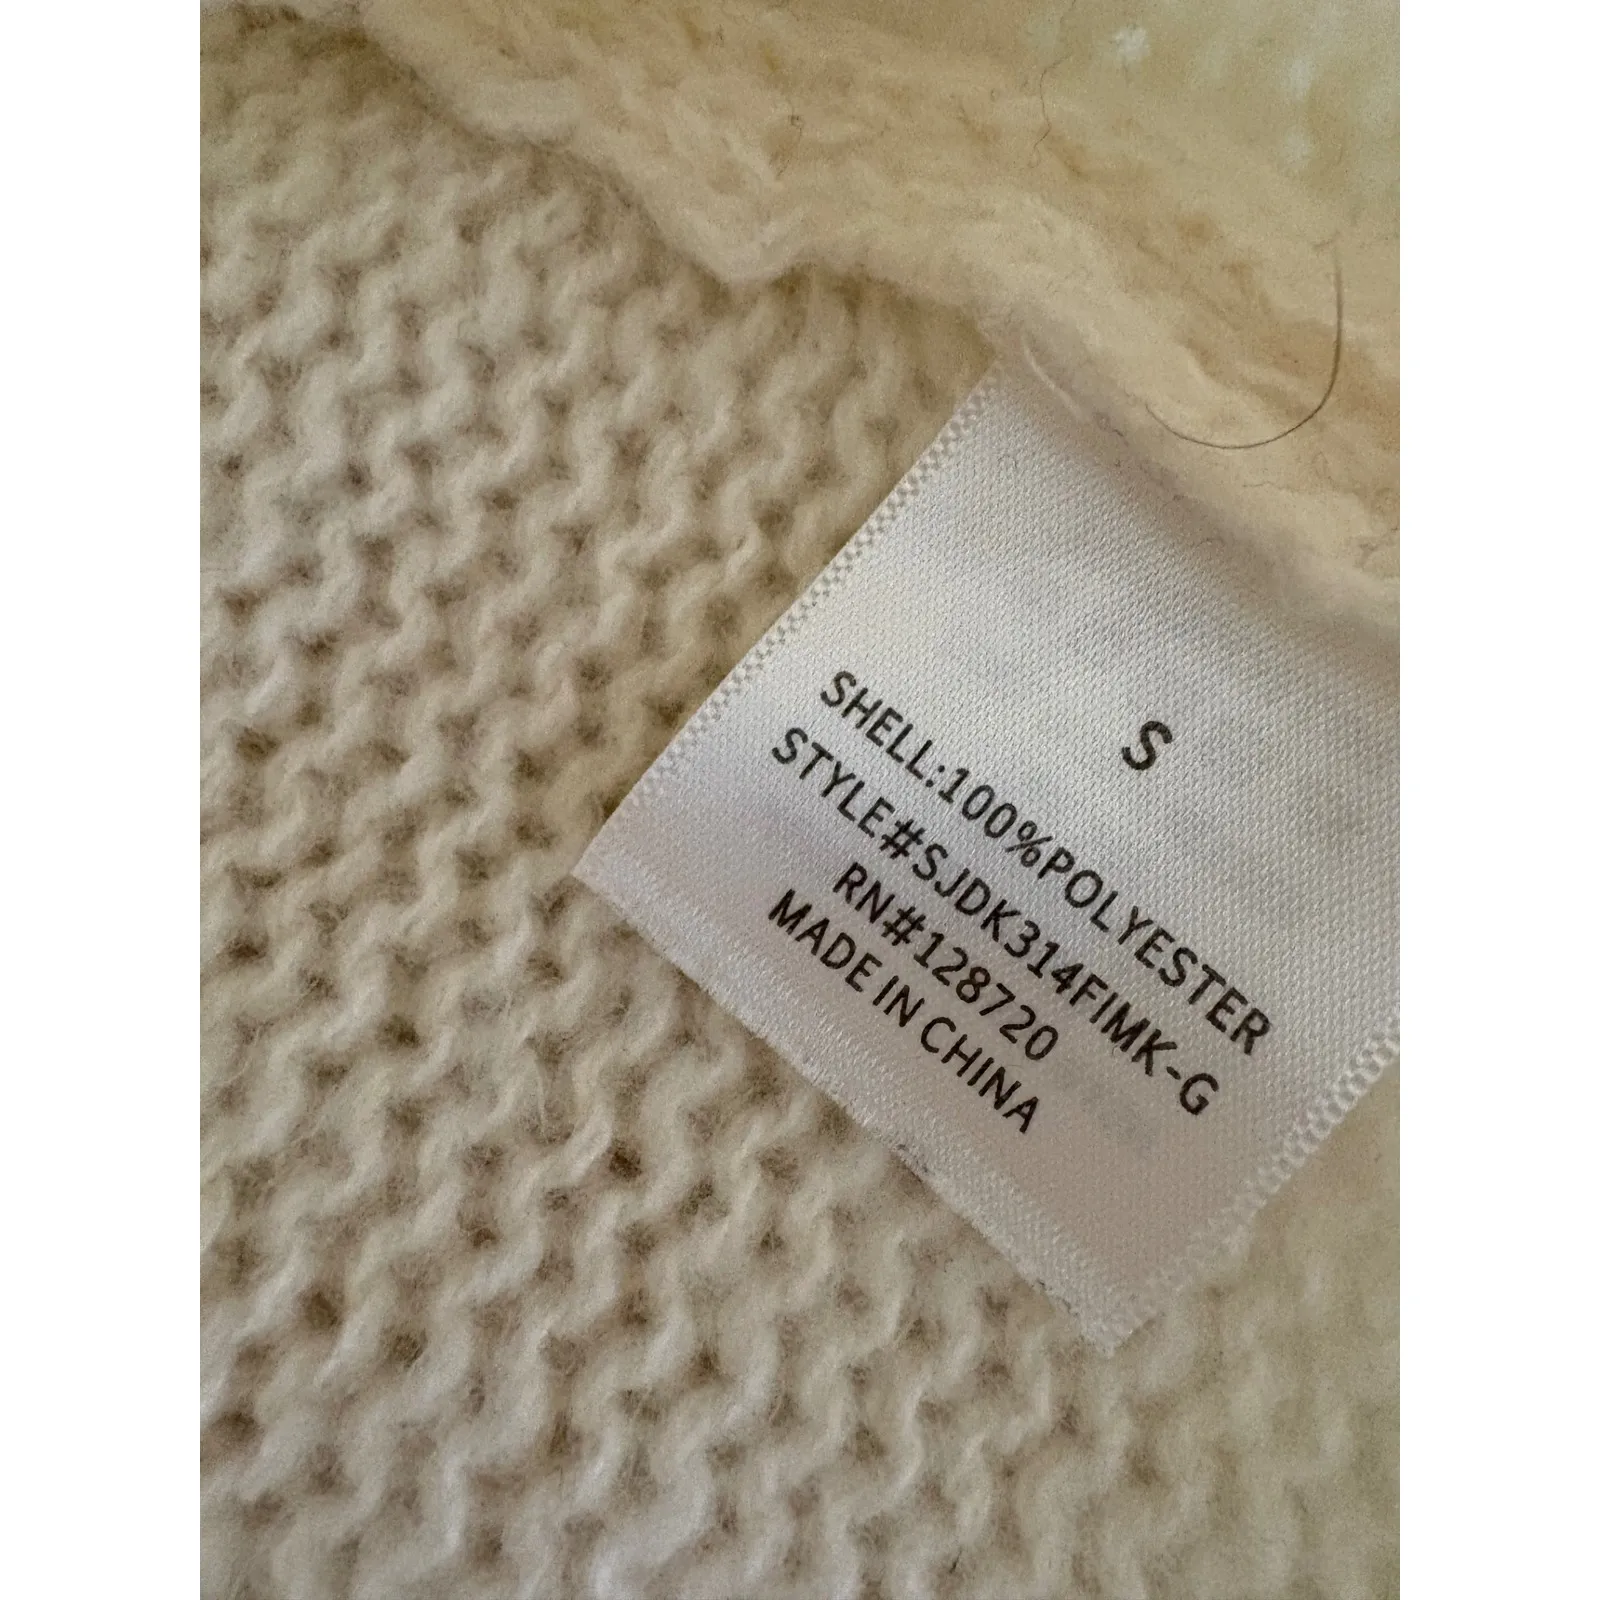 S
SHELL:100%POLYESTER
STYLE#SJDK314FIMK-G
RN#128720
MADE IN CHINA